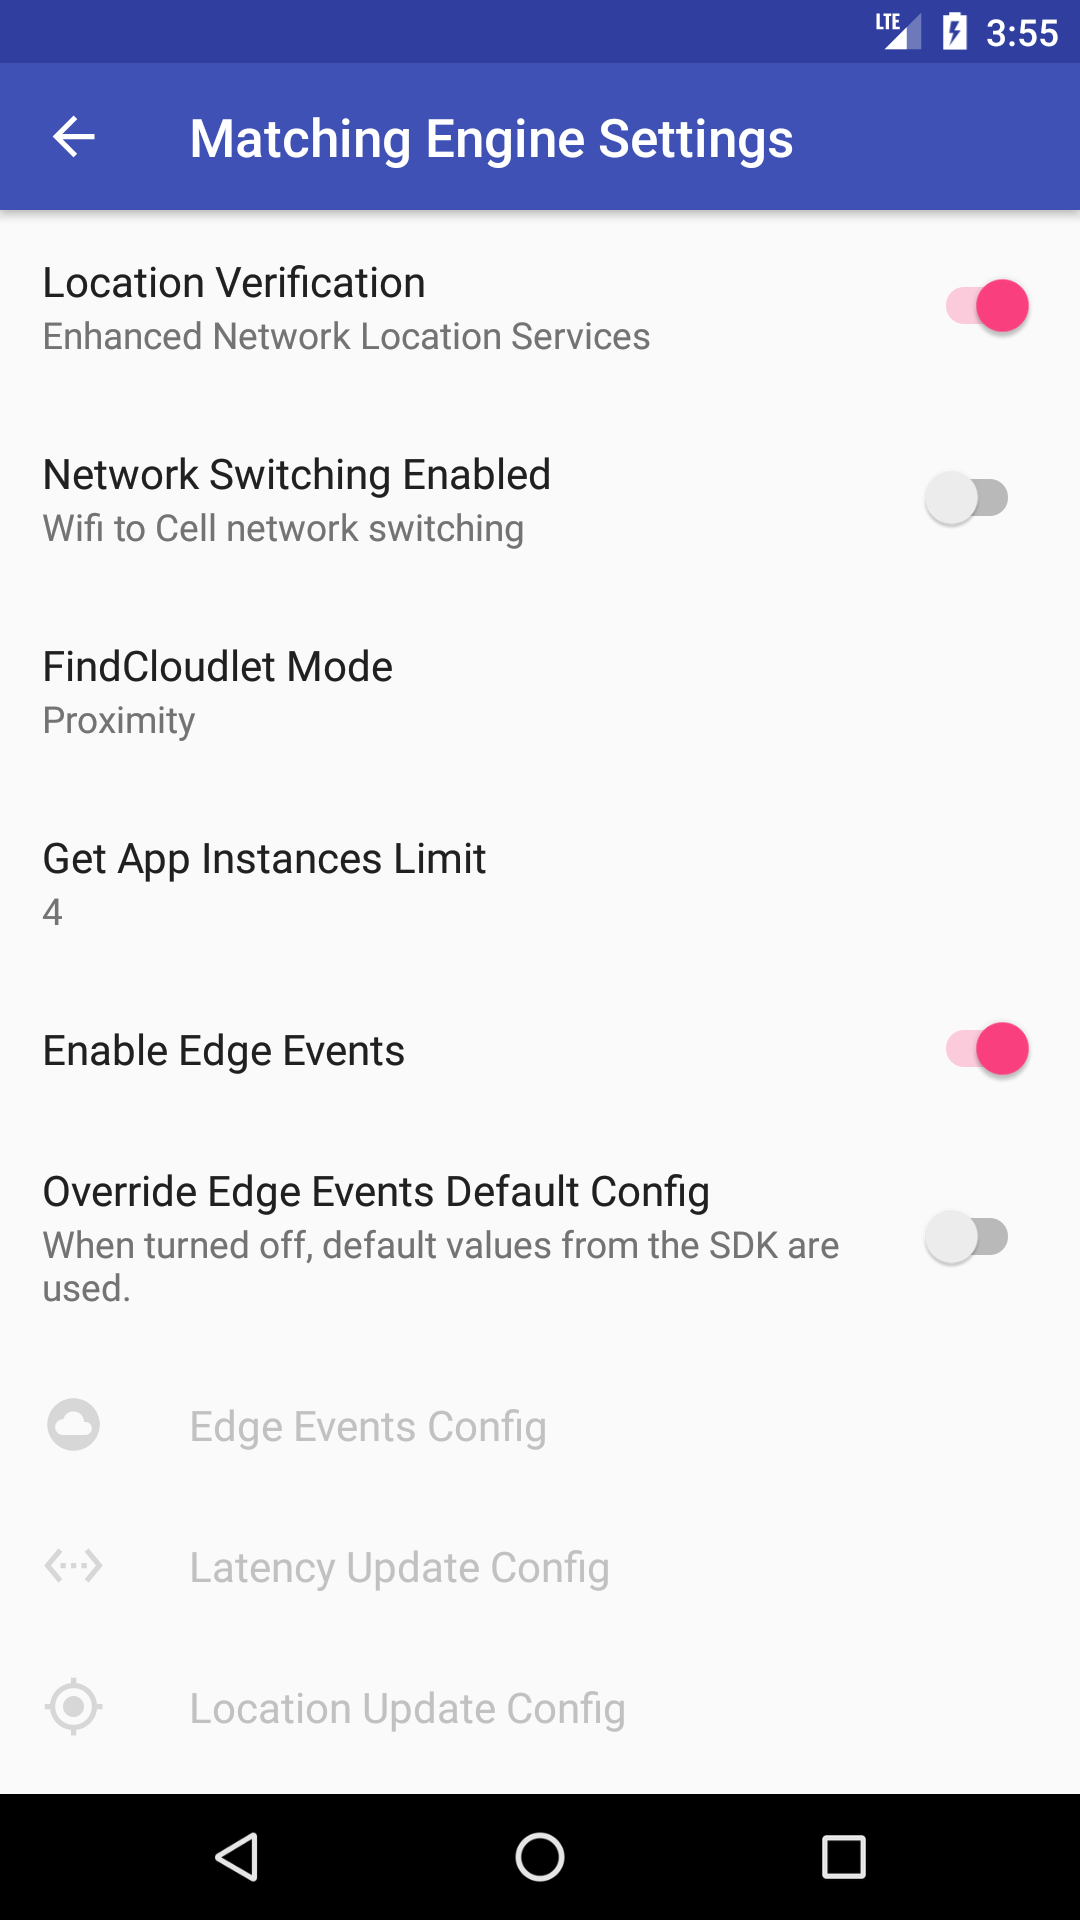 LTE 3:55
Matching Engine Settings
Location Verification
Enhanced Network Location Services
Network Switching Enabled
Wifi to Cell network switching
FindCloudlet Mode
Proximity
Get App Instances Limit
4
Enable Edge Events
Override Edge Events Default Config
When turned off, default values from the SDK are
used.
Edge Events Config
Latency Update Config
Location Update Config